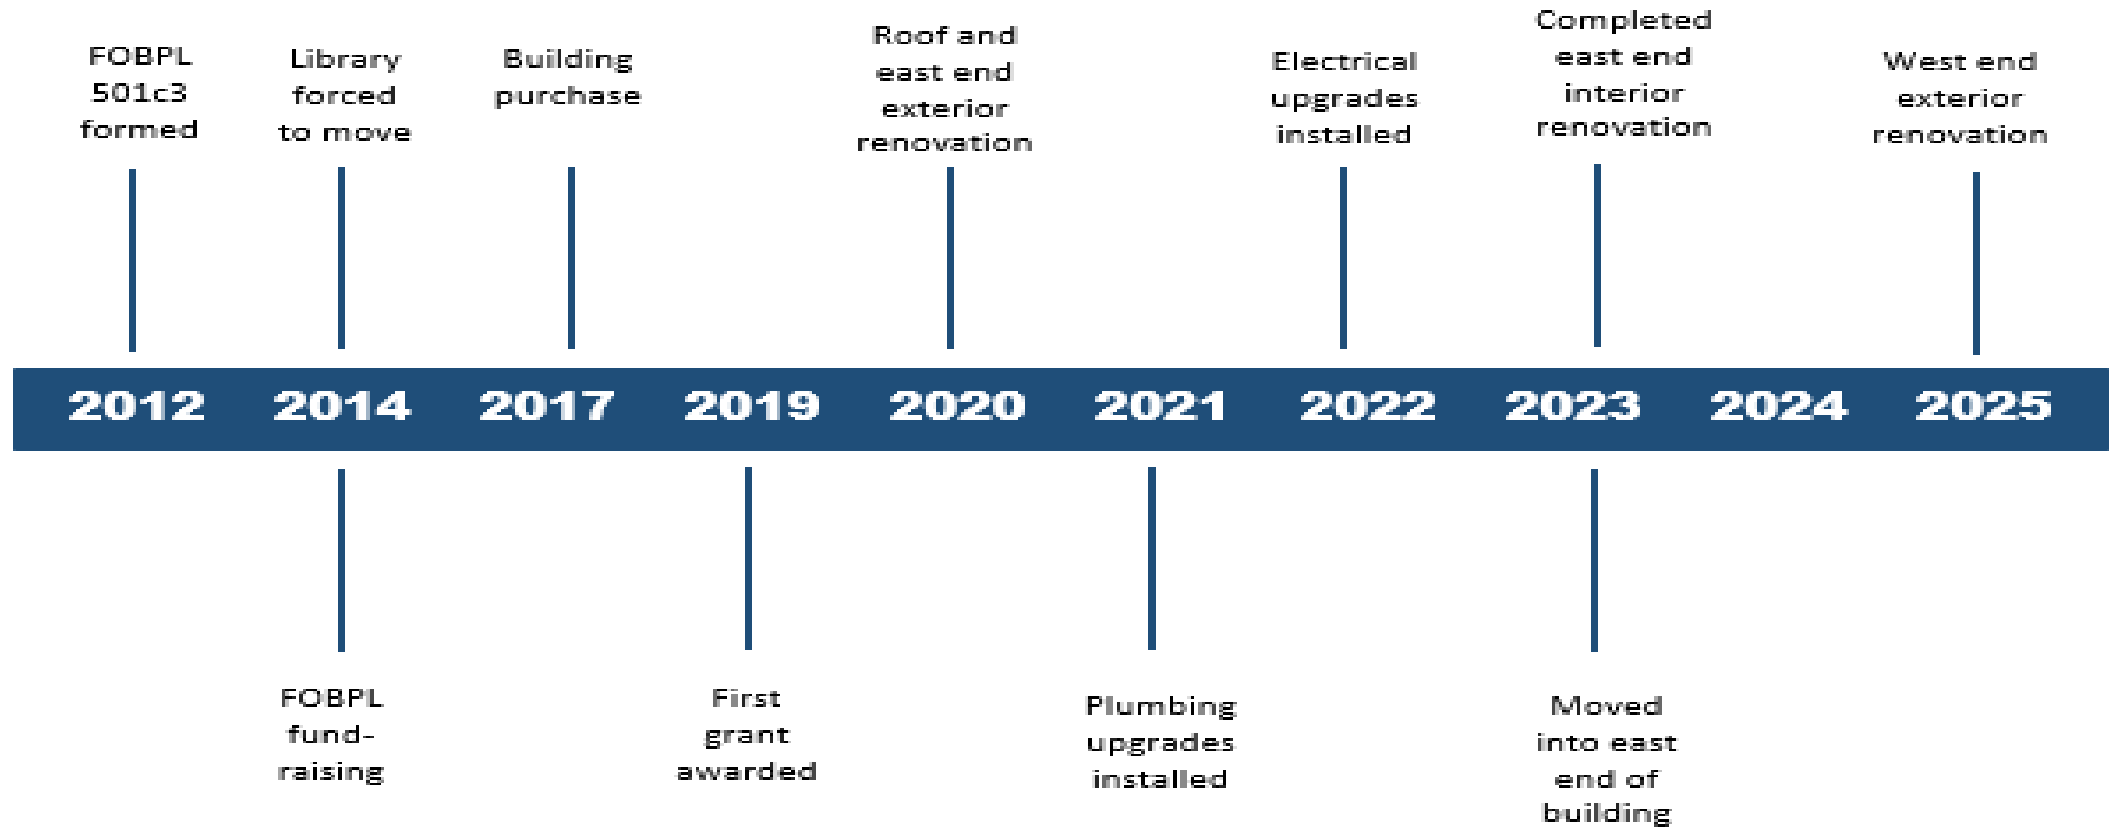 FOBPL
501c3
formed
Library
forced
to move
Building
purchase
Roof and
east end
exterior
renovation
Electrical
upgrades
installed
Completed
east end
interior
renovation
West end
exterior
renovation
2012 2014 2017 2019 2020 2021 2022 2023 2024 2025
FOBPL
fund-
raising
First
grant
awarded
Plumbing
upgrades
installed
Moved
into east
end of
building